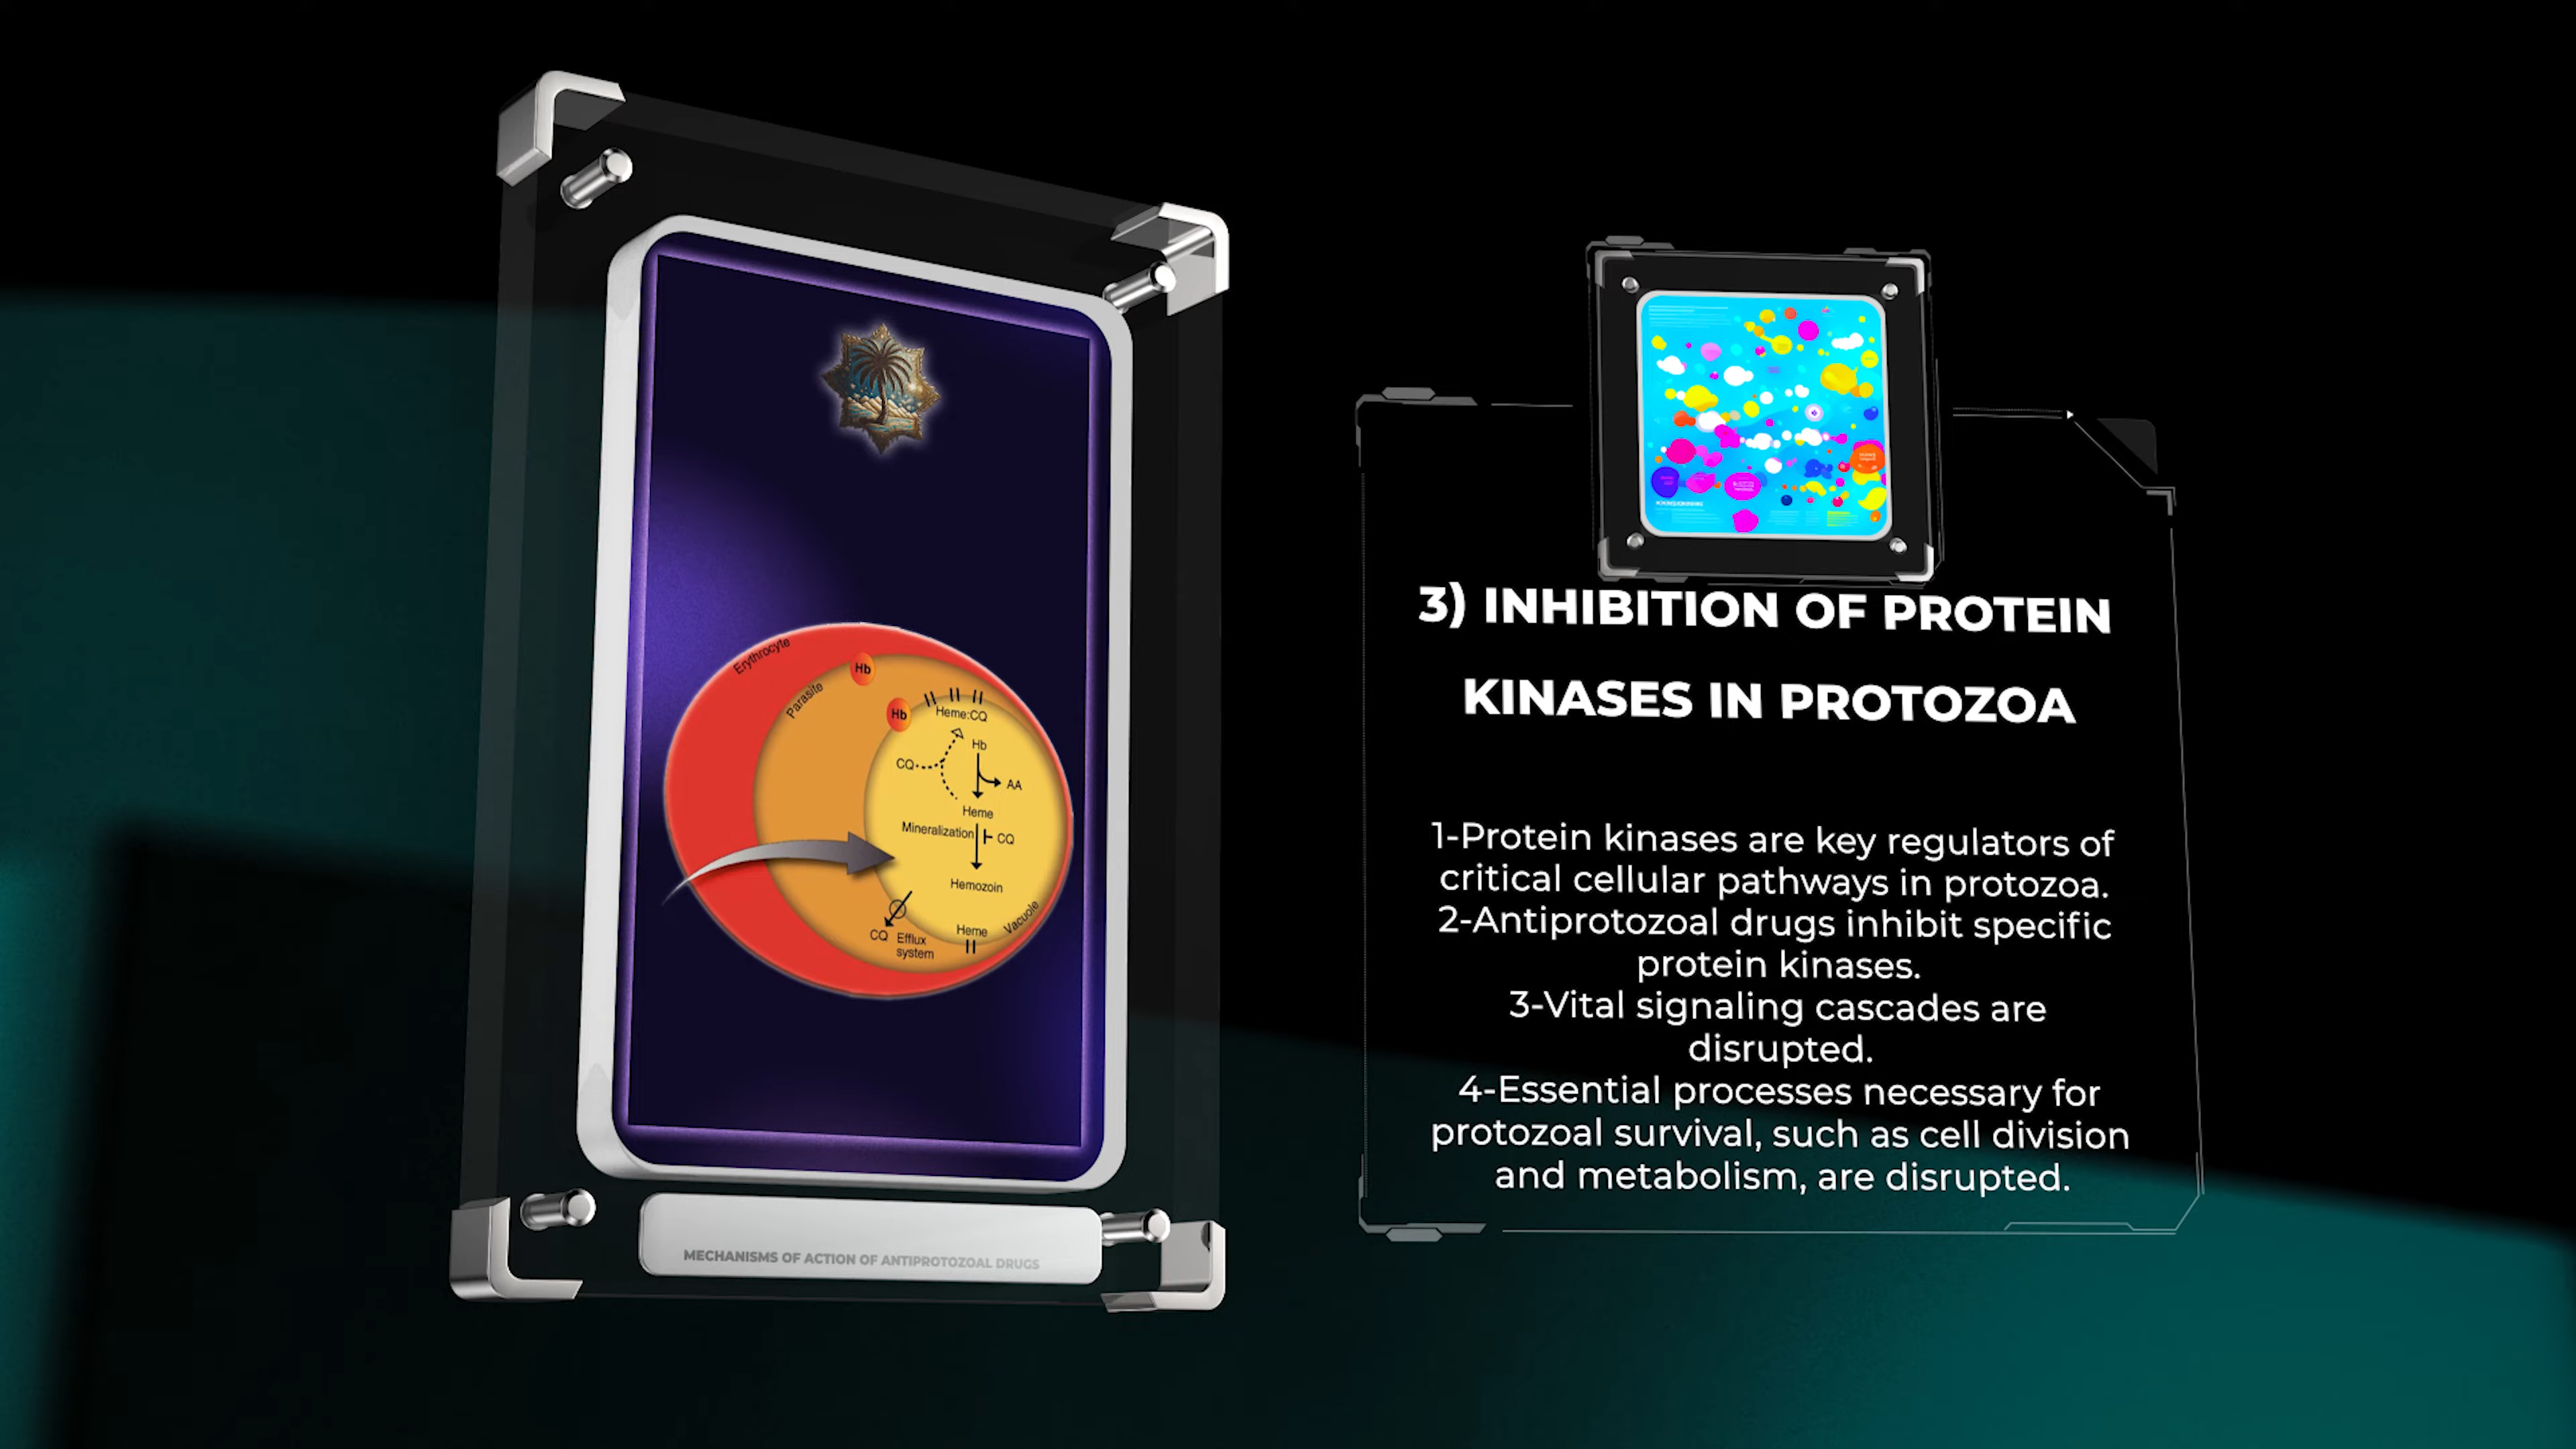 Erythrocyte
Parasite
Hb
Hb
Heme:CQ
Hb
CQ
AA
Heme
Mineralization
CQ
Hemozoin
CQ Efflux
system
Heme
Vacuole
MECHANISMS OF ACTION OF ANTIPROTOZOAL DRUGS
3) INHIBITION OF PROTEIN
KINASES IN PROTOZOA
1-Protein kinases are key regulators of
critical cellular pathways in protozoa.
2-Antiprotozoal drugs inhibit specific
protein kinases.
3-Vital signaling cascades are
disrupted.
4-Essential processes necessary for
protozoal survival, such as cell division
and metabolism, are disrupted.